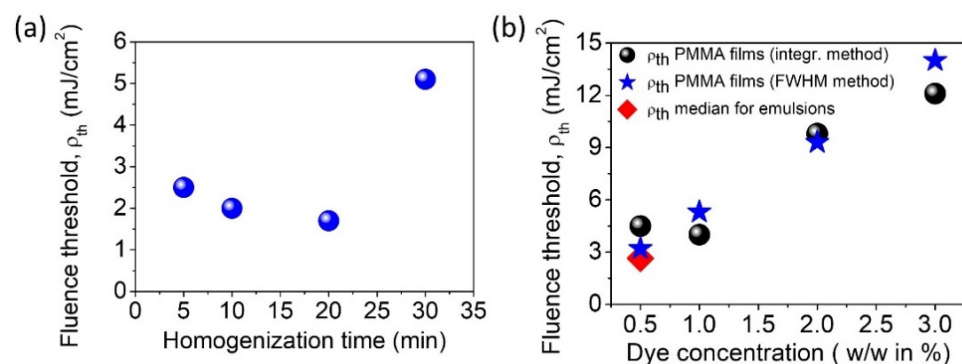 (a)
Fluence threshold, ρth (mJ/cm²)
6
5
4
3
2
1
0
0 5 10 15 20 25 30 35
Homogenization time (min)
(b)
Fluence threshold, ρth (mJ/cm²)
15
12
9
6
3
0
ρth PMMA films (integr. method)
ρth PMMA films (FWHM method)
ρth median for emulsions
0.5 1.0 1.5 2.0 2.5 3.0
Dye concentration ( w/w in %)